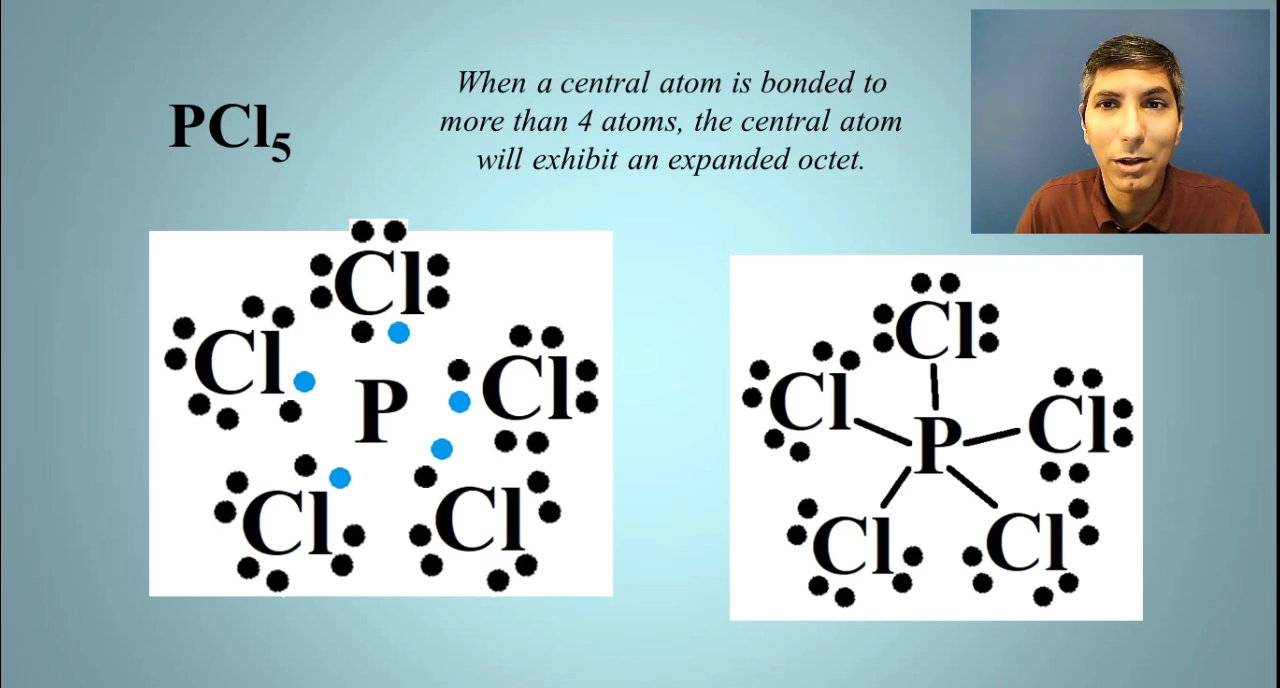 PCl₅
When a central atom is bonded to
more than 4 atoms, the central atom
will exhibit an expanded octet.
Cl
Cl
P
Cl
Cl
Cl
Cl
Cl
P
Cl
Cl
Cl